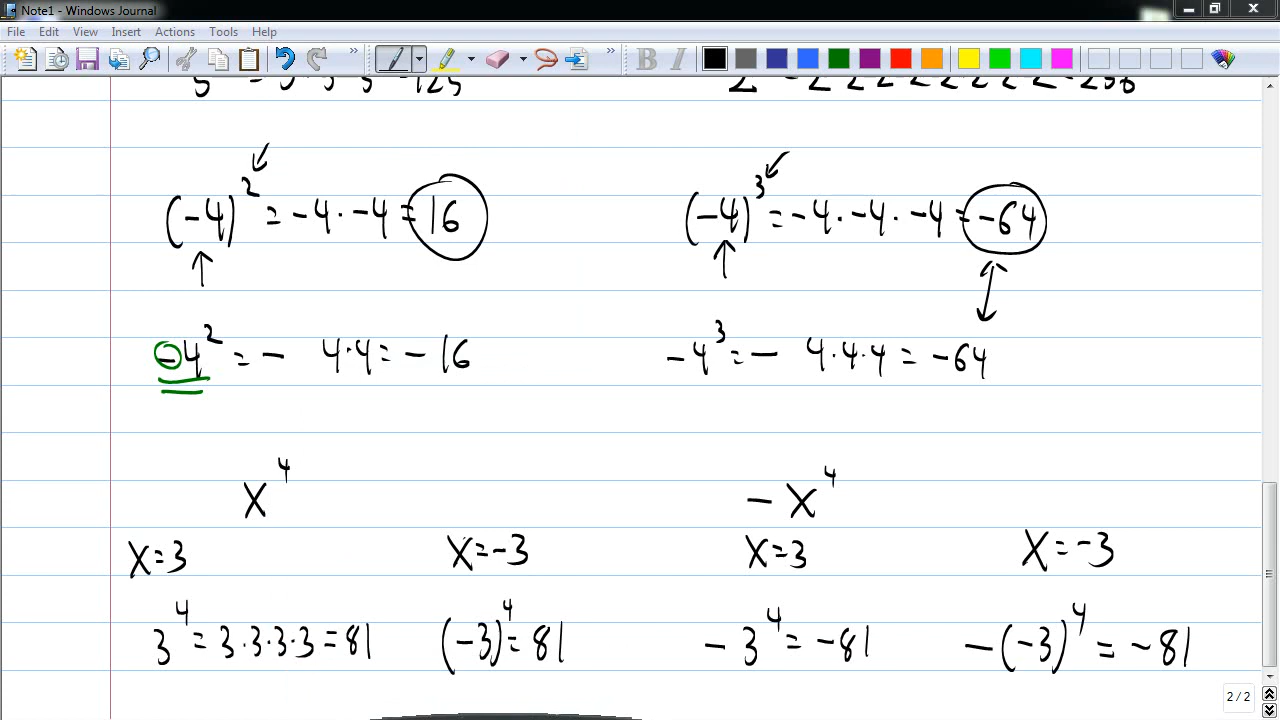 Note1 - Windows Journal
File Edit View Insert Actions Tools Help
B I
(-4)² = -4 · -4 = 16
(-4)³ = -4 · -4 · -4 = -64
-4² = - 4·4 = -16
-4³ = - 4·4·4 = -64
x⁴
-x⁴
x=3
x=-3
x=3
x=-3
3⁴ = 3·3·3·3 = 81
(-3)⁴ = 81
-3⁴ = -81
-(-3)⁴ = -81
2/2